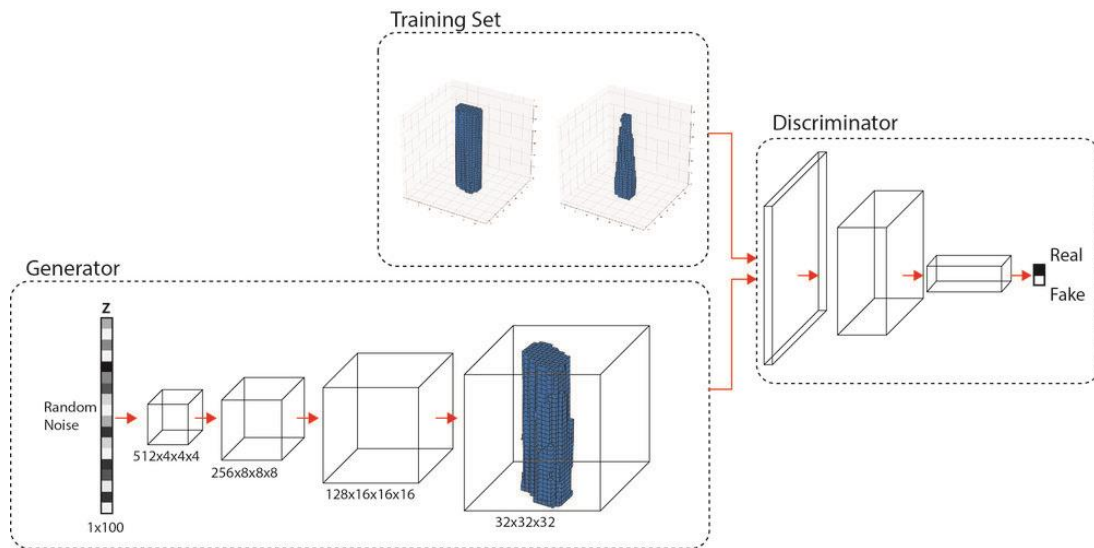 Training Set
Discriminator
Real
Fake
Generator
Z
Random
Noise
512x4x4x4
256x8x8x8
128x16x16x16
32x32x32
1x100